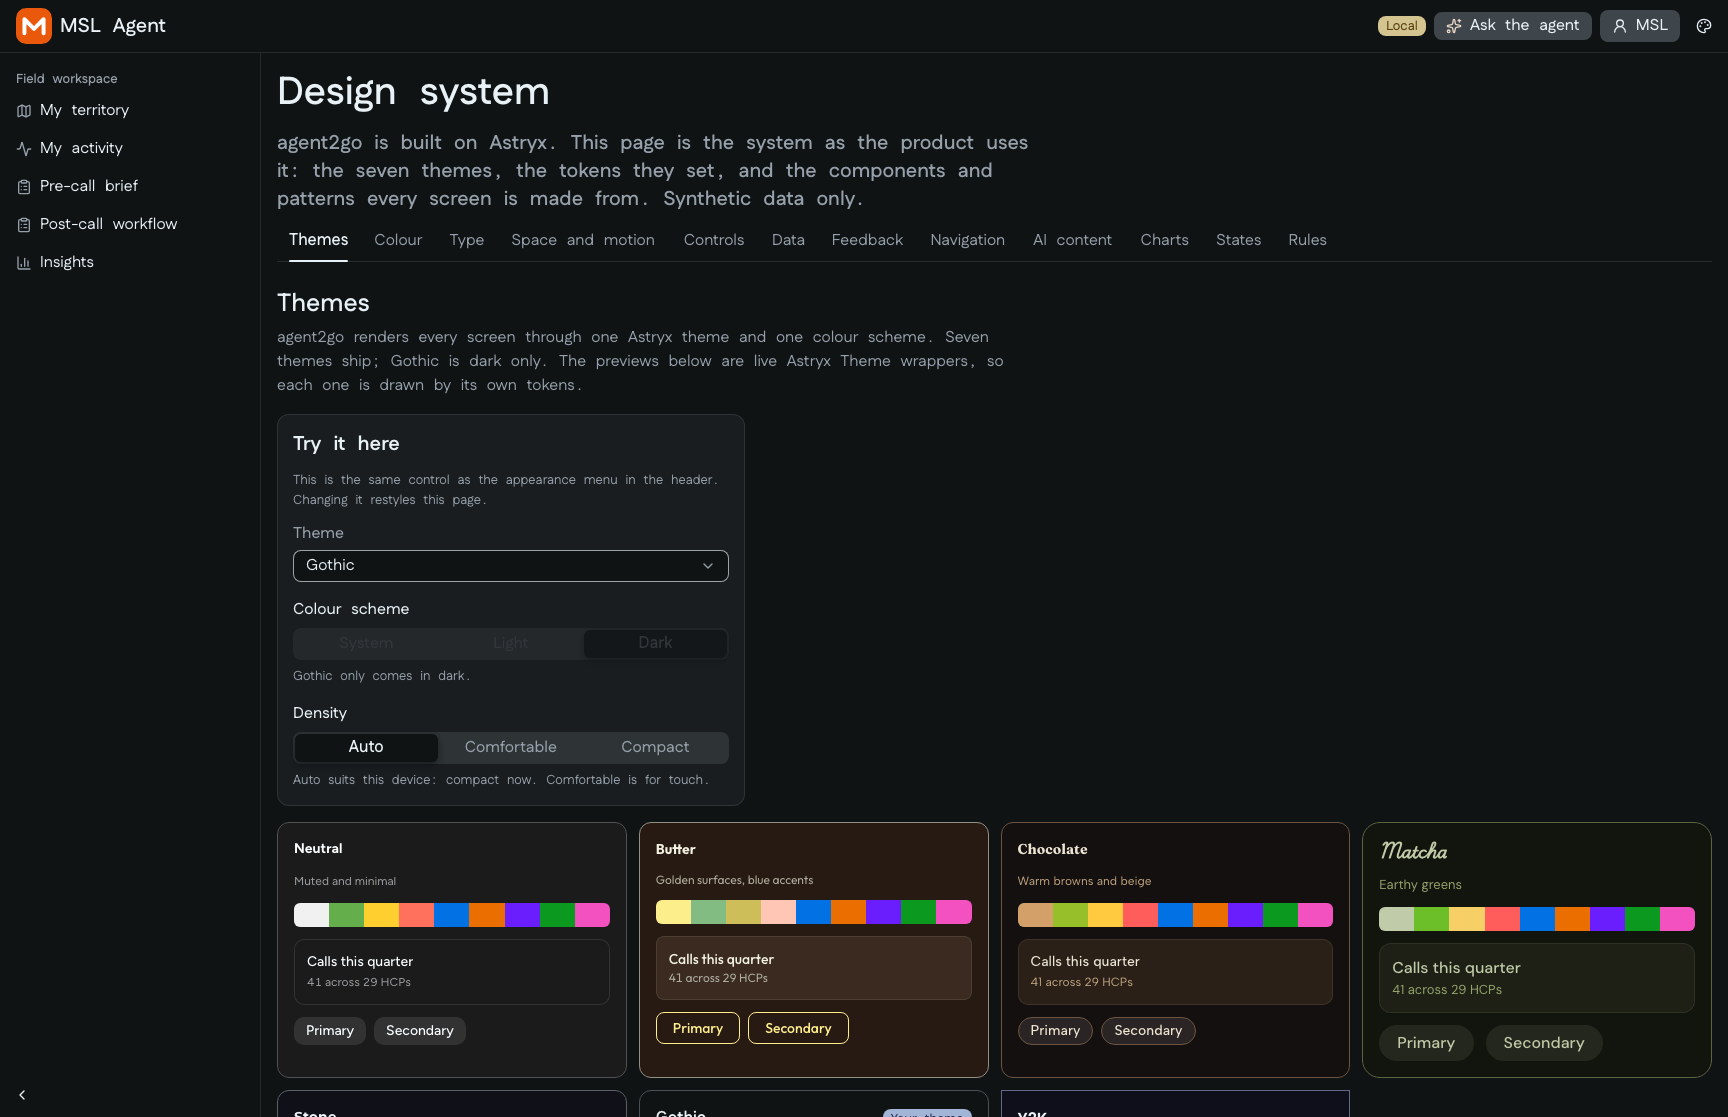 MSL Agent
Local
Ask the agent
MSL
Field workspace
My territory
My activity
Pre-call brief
Post-call workflow
Insights
Design system
agent2go is built on Astryx. This page is the system as the product uses
it: the seven themes, the tokens they set, and the components and
patterns every screen is made from. Synthetic data only.
Themes Colour Type Space and motion Controls Data Feedback Navigation AI content Charts States Rules
Themes
agent2go renders every screen through one Astryx theme and one colour scheme. Seven
themes ship; Gothic is dark only. The previews below are live Astryx Theme wrappers, so
each one is drawn by its own tokens.
Try it here
This is the same control as the appearance menu in the header.
Changing it restyles this page.
Theme
Gothic
Colour scheme
System Light Dark
Gothic only comes in dark.
Density
Auto Comfortable Compact
Auto suits this device: compact now. Comfortable is for touch.
Neutral
Muted and minimal
Calls this quarter
41 across 29 HCPs
Primary Secondary
Butter
Golden surfaces, blue accents
Calls this quarter
41 across 29 HCPs
Primary Secondary
Chocolate
Warm browns and beige
Calls this quarter
41 across 29 HCPs
Primary Secondary
Matcha
Earthy greens
Calls this quarter
41 across 29 HCPs
Primary Secondary
Stone
Gothic
Your theme
Y2K